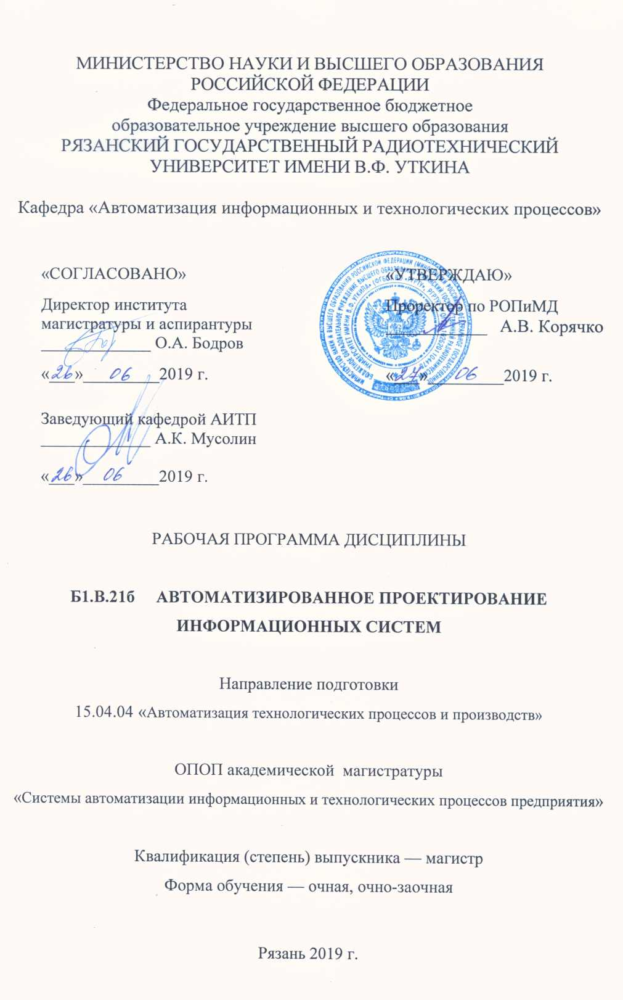 МИНИСТЕРСТВО НАУКИ И ВЫСШЕГО ОБРАЗОВАНИЯ
РОССИЙСКОЙ ФЕДЕРАЦИИ
Федеральное государственное бюджетное
образовательное учреждение высшего образования
РЯЗАНСКИЙ ГОСУДАРСТВЕННЫЙ РАДИОТЕХНИЧЕСКИЙ
УНИВЕРСИТЕТ ИМЕНИ В.Ф. УТКИНА
Кафедра «Автоматизация информационных и технологических процессов»
«СОГЛАСОВАНО»
Директор института
магистратуры и аспирантуры
_____________ О.А. Бодров
«26»   06   2019 г.
Заведующий кафедрой АИТП
_____________ А.К. Мусолин
«26»   06   2019 г.
«УТВЕРЖДАЮ»
Проректор по РОПиМД
____________ А.В. Корячко
«27»   06   2019 г.
РАБОЧАЯ ПРОГРАММА ДИСЦИПЛИНЫ
Б1.В.21б АВТОМАТИЗИРОВАННОЕ ПРОЕКТИРОВАНИЕ
ИНФОРМАЦИОННЫХ СИСТЕМ
Направление подготовки
15.04.04 «Автоматизация технологических процессов и производств»
ОПОП академической магистратуры
«Системы автоматизации информационных и технологических процессов предприятия»
Квалификация (степень) выпускника — магистр
Форма обучения — очная, очно-заочная
Рязань 2019 г.